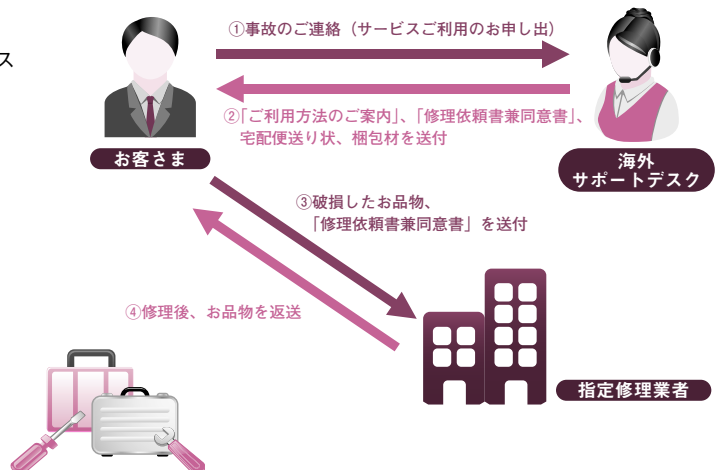 ①事故のご連絡（サービスご利用のお申し出）
ス
②「ご利用方法のご案内」、「修理依頼書兼同意書」、
宅配便送り状、梱包材を送付
お客さま
海外
サポートデスク
③破損したお品物、
「修理依頼書兼同意書」を送付
④修理後、お品物を返送
指定修理業者